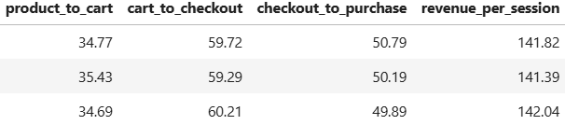 product_to_cart cart_to_checkout checkout_to_purchase revenue_per_session
34.77 59.72 50.79 141.82
35.43 59.29 50.19 141.39
34.69 60.21 49.89 142.04